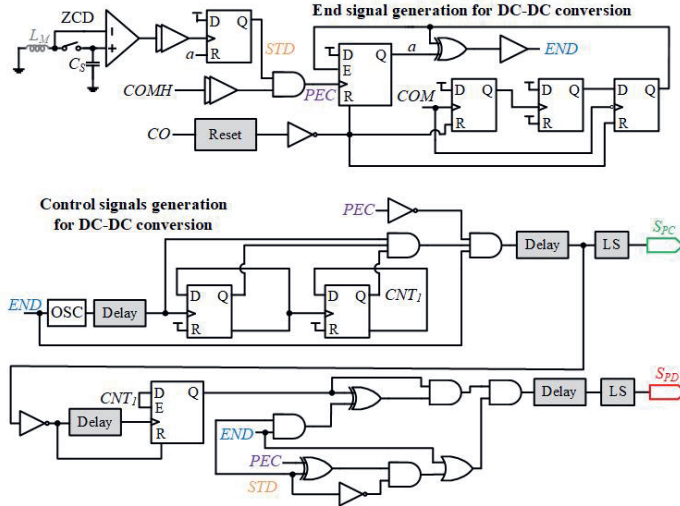 ZCD
End signal generation for DC-DC conversion
L_M
C_S
D Q
a
R
STD
COMH
PEC
D Q
E
R
a
END
COM
D Q
R
D Q
R
D Q
R
CO
Reset
Control signals generation
for DC-DC conversion
PEC
Delay
LS
S_PC
END
OSC
Delay
D Q
R
D Q
R
CNT_1
CNT_1
D Q
E
R
Delay
END
PEC
STD
Delay
LS
S_PD